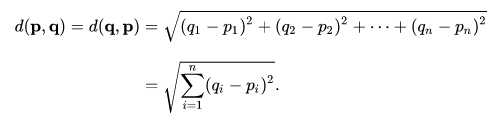 d(p, q) = d(q, p) = √((q₁ − p₁)² + (q₂ − p₂)² + ⋯ + (qₙ − pₙ)²)
= √(∑ᵢ₌₁ⁿ (qᵢ − pᵢ)²).